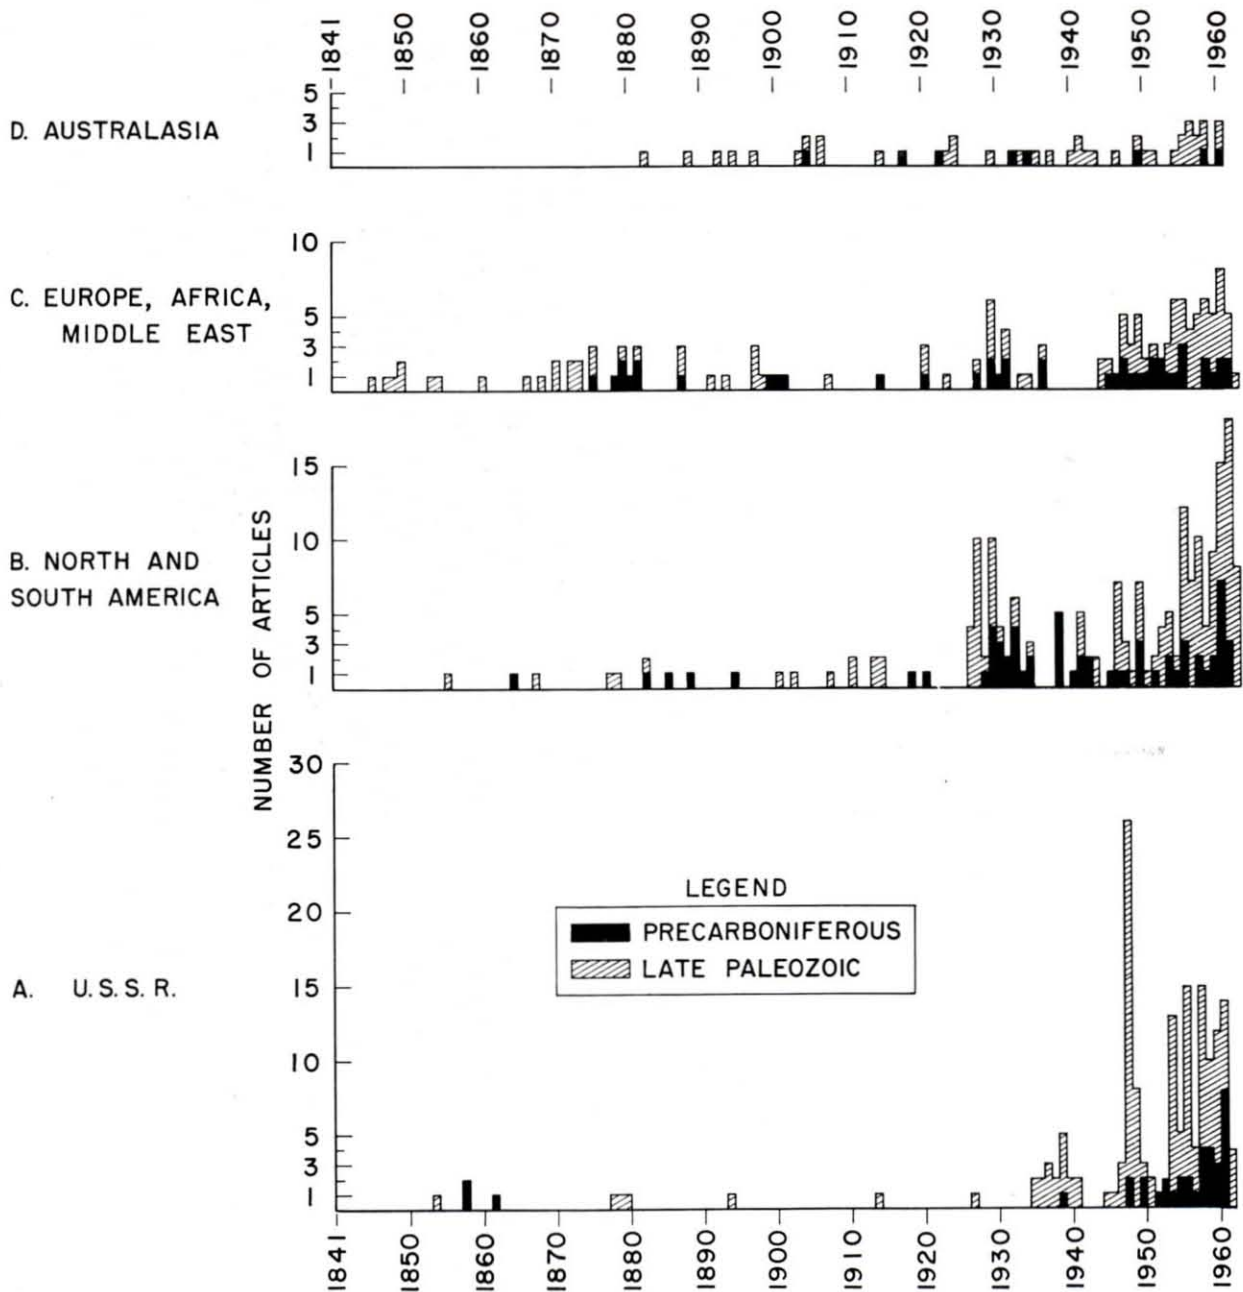 1841 1850 1860 1870 1880 1890 1900 1910 1920 1930 1940 1950 1960
5
D. AUSTRALASIA
3
1
10
C. EUROPE, AFRICA,
MIDDLE EAST
5
3
1
15
10
B. NORTH AND
SOUTH AMERICA
5
3
1
NUMBER OF ARTICLES
30
25
20
LEGEND
PRECARBONIFEROUS
LATE PALEOZOIC
A. U.S.S.R.
15
10
5
3
1
1841 1850 1860 1870 1880 1890 1900 1910 1920 1930 1940 1950 1960